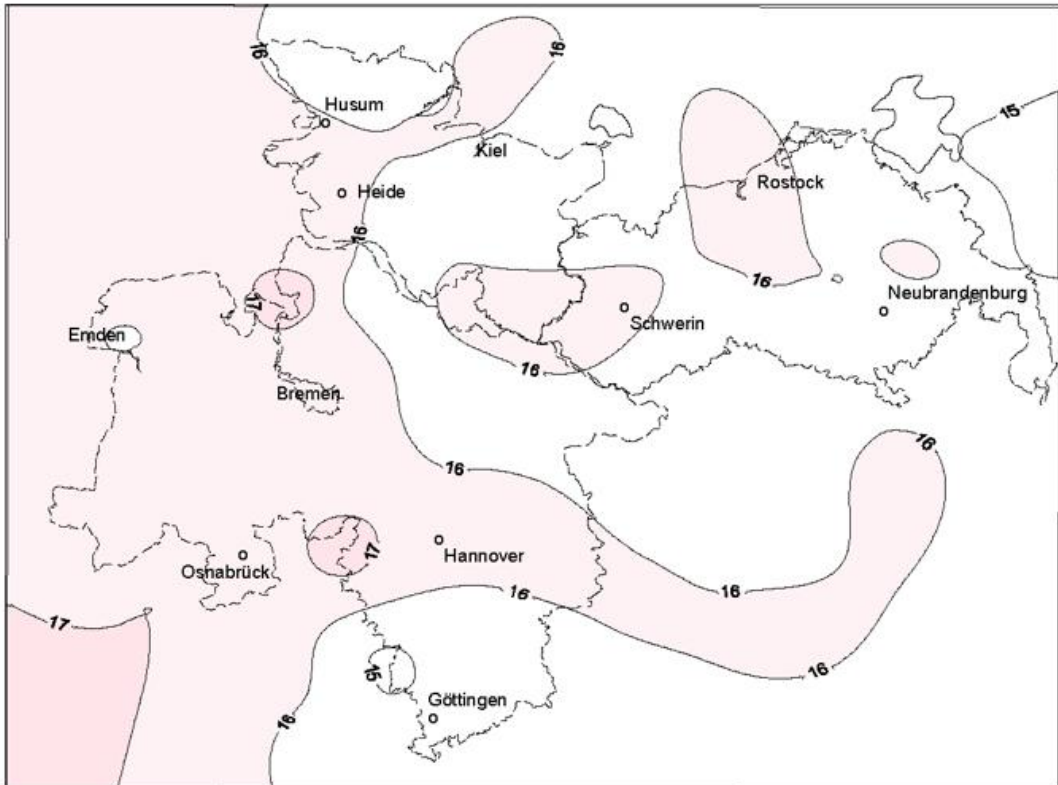 16
16
Husum
15
Kiel
Rostock
Heide
16
16
17
Neubrandenburg
Schwerin
Emden
16
Bremen
16
16
17
Hannover
Osnabrück
16
16
17
16
15
Göttingen
16